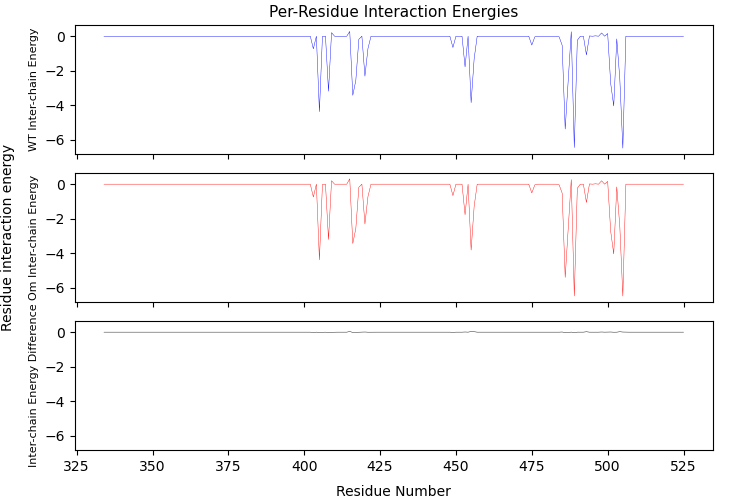 Per-Residue Interaction Energies
WT Inter-chain Energy
0
−2
−4
−6
Om Inter-chain Energy
0
−2
−4
−6
Inter-chain Energy Difference
0
−2
−4
−6
Residue interaction energy
325 350 375 400 425 450 475 500 525
Residue Number